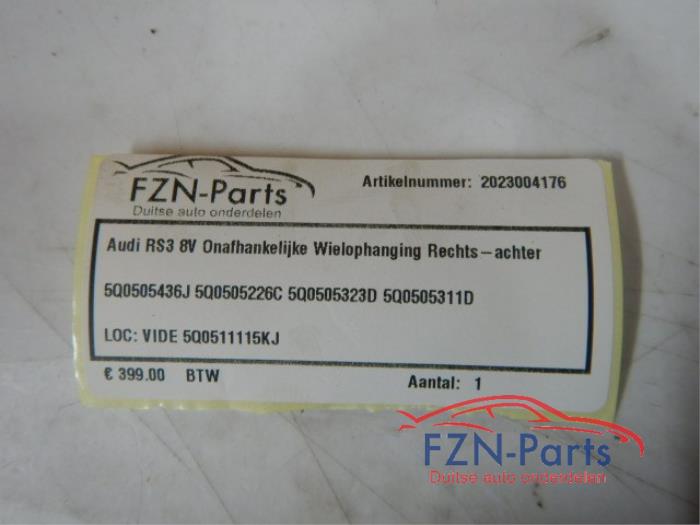 FZN-Parts
Duitse auto onderdelen
Artikelnummer: 2023004176
Audi RS3 8V Onafhankelijke Wielophanging Rechts-achter
5Q0505436J 5Q0505226C 5Q0505323D 5Q0505311D
LOC: VIDE 5Q0511115KJ
€ 399.00 BTW
Aantal: 1
FZN-Parts
Duitse auto onderdelen